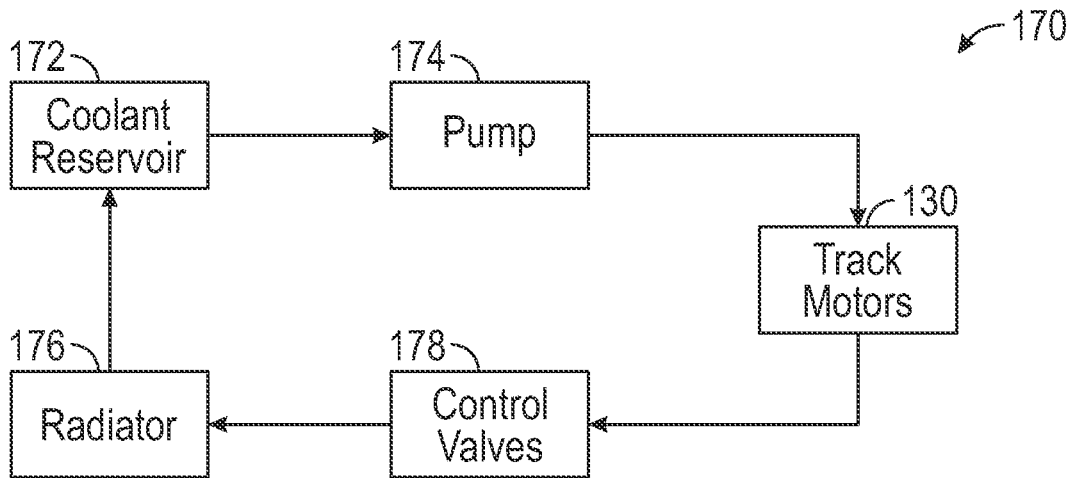 170
172
Coolant
Reservoir
174
Pump
130
Track
Motors
176
Radiator
178
Control
Valves